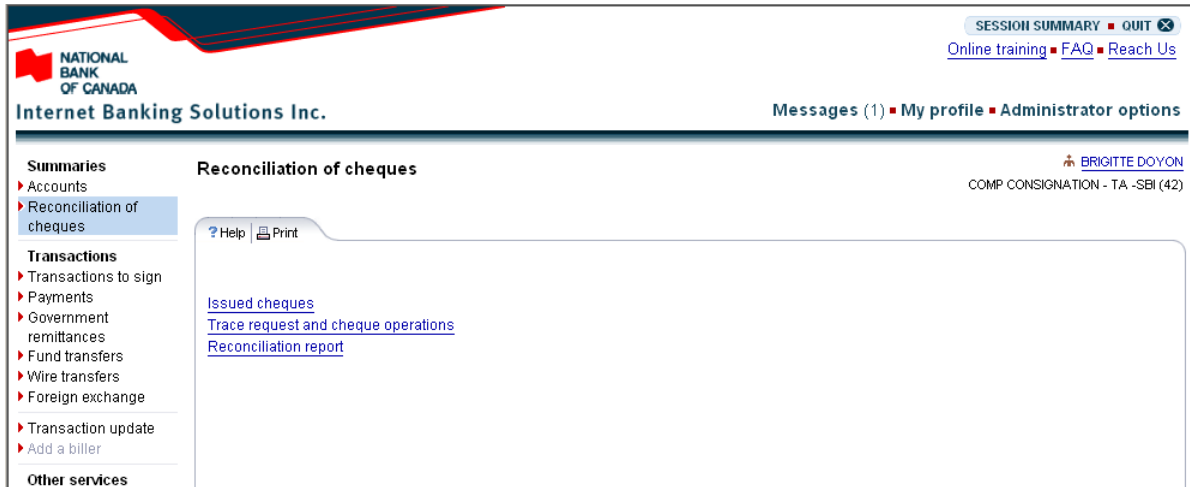 SESSION SUMMARY ▪ QUIT
Online training ▪ FAQ ▪ Reach Us
NATIONAL
BANK
OF CANADA
Internet Banking Solutions Inc.
Messages (1) ▪ My profile ▪ Administrator options
Summaries
Accounts
Reconciliation of
cheques
Transactions
Transactions to sign
Payments
Government
remittances
Fund transfers
Wire transfers
Foreign exchange
Transaction update
Add a biller
Other services
Reconciliation of cheques
BRIGITTE DOYON
COMP CONSIGNATION - TA -SBI (42)
? Help | Print
Issued cheques
Trace request and cheque operations
Reconciliation report